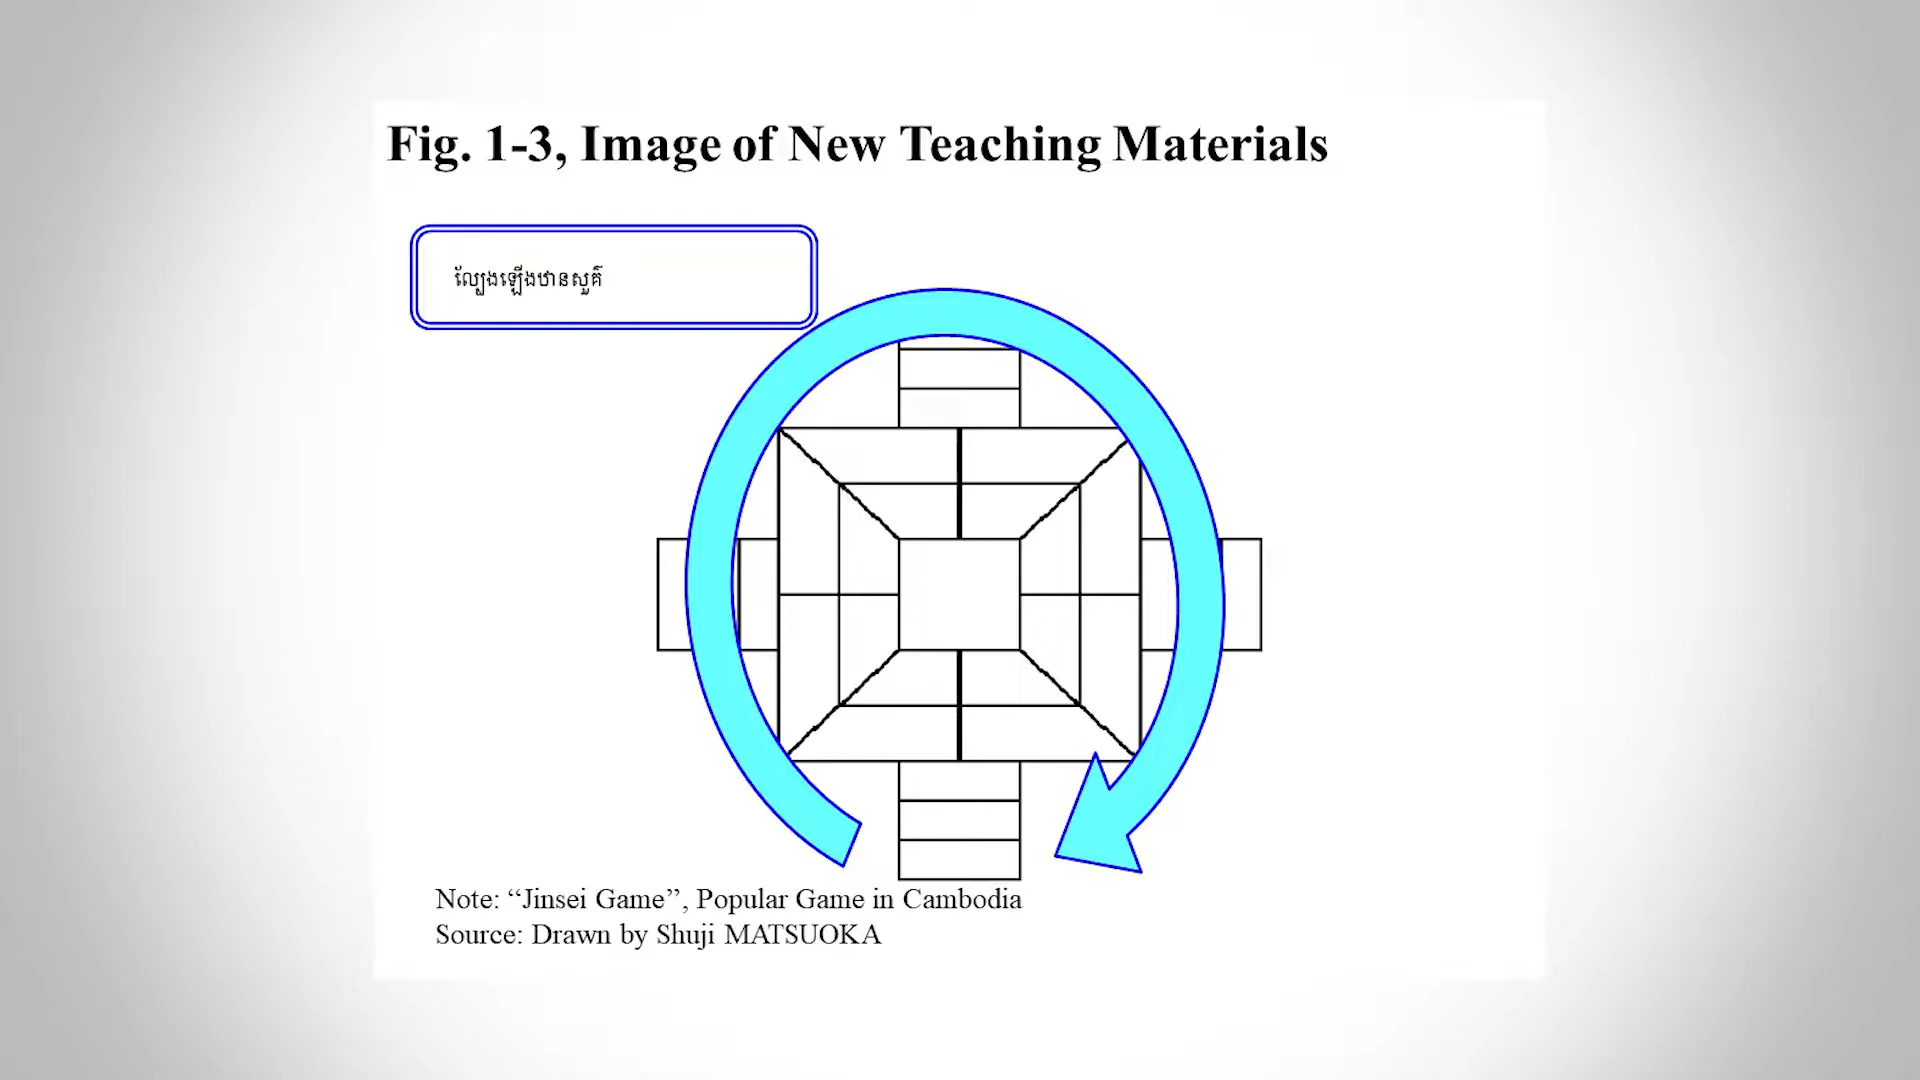 Fig. 1-3, Image of New Teaching Materials
ល្បែងឡើងឋានសួគ៌
Note: “Jinsei Game”, Popular Game in Cambodia
Source: Drawn by Shuji MATSUOKA